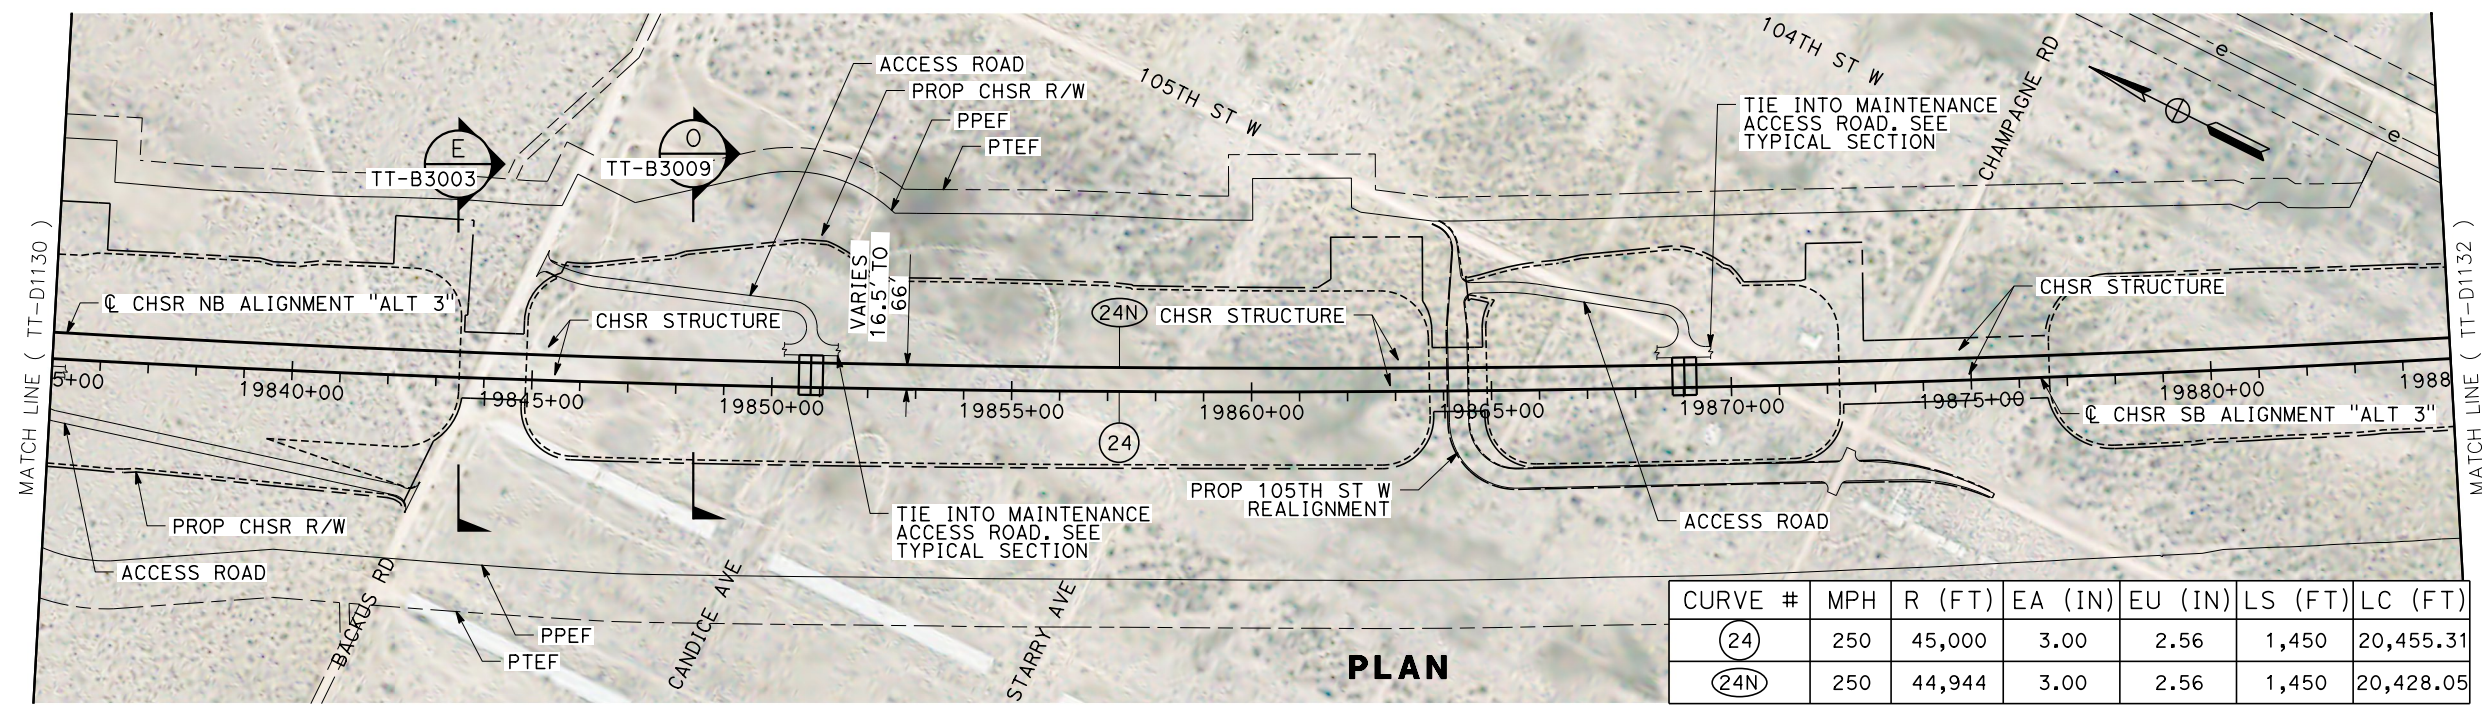 ACCESS ROAD
PROP CHSR R/W
PPEF
PTEF
105TH ST W
104TH ST W
CHAMPAGNE RD
e
e
TIE INTO MAINTENANCE
ACCESS ROAD. SEE
TYPICAL SECTION
E
TT-B3003
O
TT-B3009
MATCH LINE ( TT-D1130 )
℄ CHSR NB ALIGNMENT "ALT 3"
CHSR STRUCTURE
VARIES
16.5' TO
66'
24N
CHSR STRUCTURE
CHSR STRUCTURE
MATCH LINE ( TT-D1132 )
5+00
19840+00
19845+00
19850+00
19855+00
19860+00
19865+00
19870+00
19875+00
19880+00
1988
24
℄ CHSR SB ALIGNMENT "ALT 3"
PROP CHSR R/W
ACCESS ROAD
BACKUS RD
PPEF
PTEF
CANDICE AVE
TIE INTO MAINTENANCE
ACCESS ROAD. SEE
TYPICAL SECTION
STARRY AVE
PROP 105TH ST W
REALIGNMENT
ACCESS ROAD
PLAN
CURVE # MPH R (FT) EA (IN) EU (IN) LS (FT) LC (FT)
24 250 45,000 3.00 2.56 1,450 20,455.31
24N 250 44,944 3.00 2.56 1,450 20,428.05